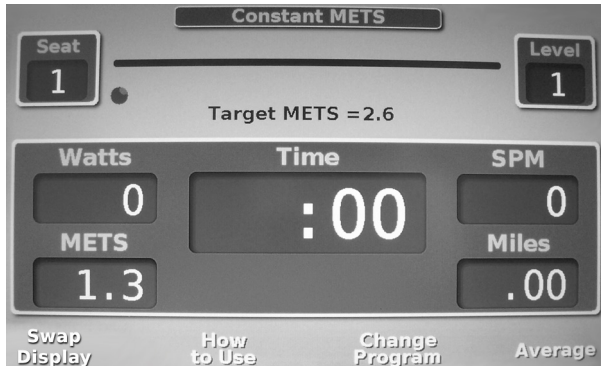 Constant METS
Seat
1
Level
1
Target METS =2.6
Watts
0
Time
:00
SPM
0
METS
1.3
Miles
.00
Swap
Display
How
to Use
Change
Program
Average